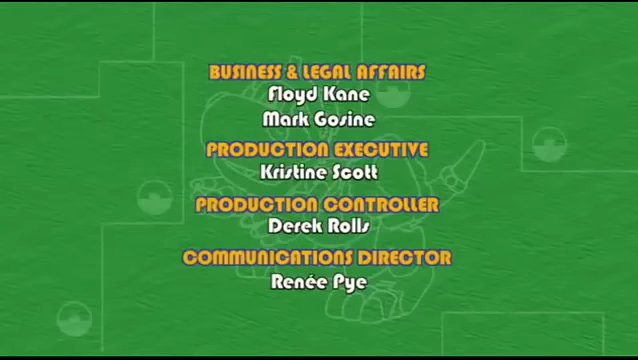 BUSINESS & LEGAL AFFAIRS
Floyd Kane
Mark Gosine
PRODUCTION EXECUTIVE
Kristine Scott
PRODUCTION CONTROLLER
Derek Rolls
COMMUNICATIONS DIRECTOR
Renée Pye